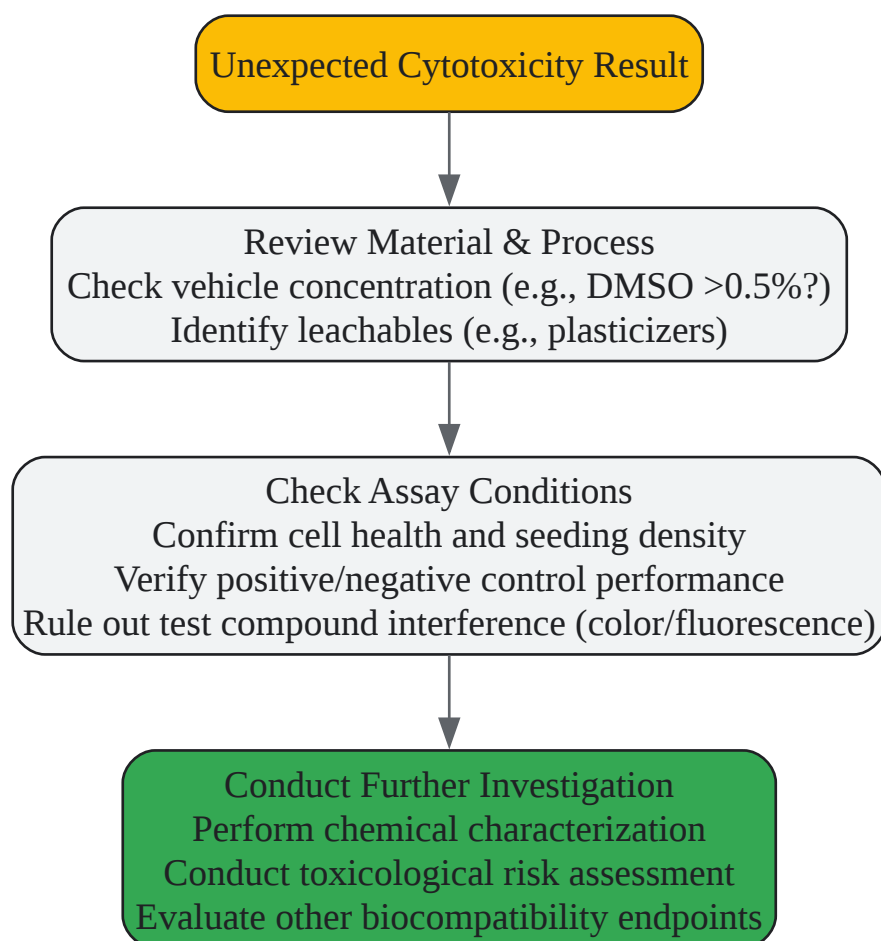 Unexpected Cytotoxicity Result
Review Material & Process
Check vehicle concentration (e.g., DMSO >0.5%?)
Identify leachables (e.g., plasticizers)
Check Assay Conditions
Confirm cell health and seeding density
Verify positive/negative control performance
Rule out test compound interference (color/fluorescence)
Conduct Further Investigation
Perform chemical characterization
Conduct toxicological risk assessment
Evaluate other biocompatibility endpoints